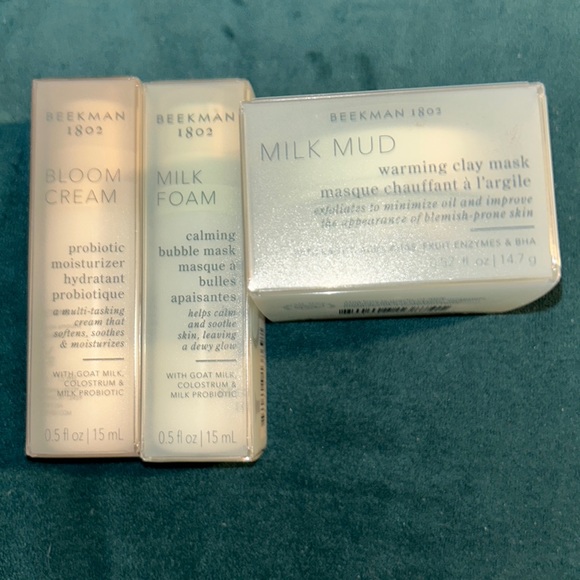 BEEKMAN
1802
BLOOM
CREAM
probiotic
moisturizer
hydratant
probiotique
a multi-tasking
cream that
softens, soothes
& moisturizes
WITH GOAT MILK,
COLOSTRUM &
MILK PROBIOTIC
0.5 fl oz | 15 mL
BEEKMAN
1802
MILK
FOAM
calming
bubble mask
masque à
bulles
apaisantes
helps calm
and soothe
skin, leaving
a dewy glow
WITH GOAT MILK,
COLOSTRUM &
MILK PROBIOTIC
0.5 fl oz | 15 mL
BEEKMAN 1802
MILK MUD
warming clay mask
masque chauffant à l'argile
exfoliates to minimize oil and improve
the appearance of blemish-prone skin
FRUIT ENZYMES & BHA
fl. oz | 14.7 g